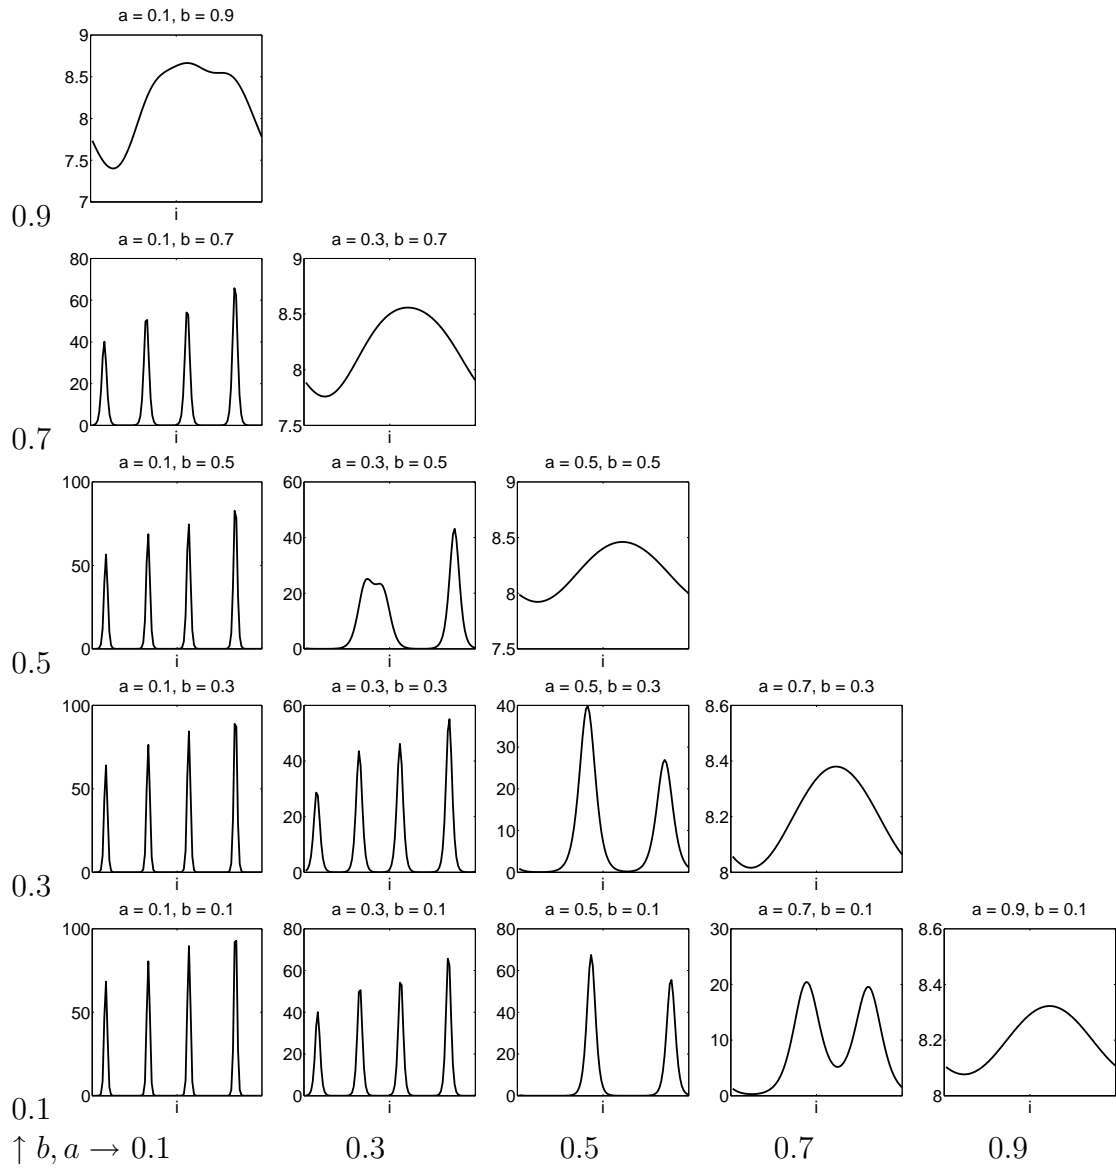 a = 0.1, b = 0.9
9
8.5
8
7.5
7
i
0.9
a = 0.1, b = 0.7 a = 0.3, b = 0.7
80 9
60 8.5
40 8
20
0 7.5
i i
0.7
a = 0.1, b = 0.5 a = 0.3, b = 0.5 a = 0.5, b = 0.5
100 60 9
40 8.5
50
20 8
0 0 7.5
i i i
0.5
a = 0.1, b = 0.3 a = 0.3, b = 0.3 a = 0.5, b = 0.3 a = 0.7, b = 0.3
100 60 40 8.6
30
40 8.4
50 20
20 8.2
10
0 0 0 8
i i i i
0.3
a = 0.1, b = 0.1 a = 0.3, b = 0.1 a = 0.5, b = 0.1 a = 0.7, b = 0.1 a = 0.9, b = 0.1
100 80 80 30 8.6
60 60 20 8.4
50 40 40
20 20 10 8.2
0 0 0 0 8
i i i i i
0.1
↑ b, a → 0.1 0.3 0.5 0.7 0.9